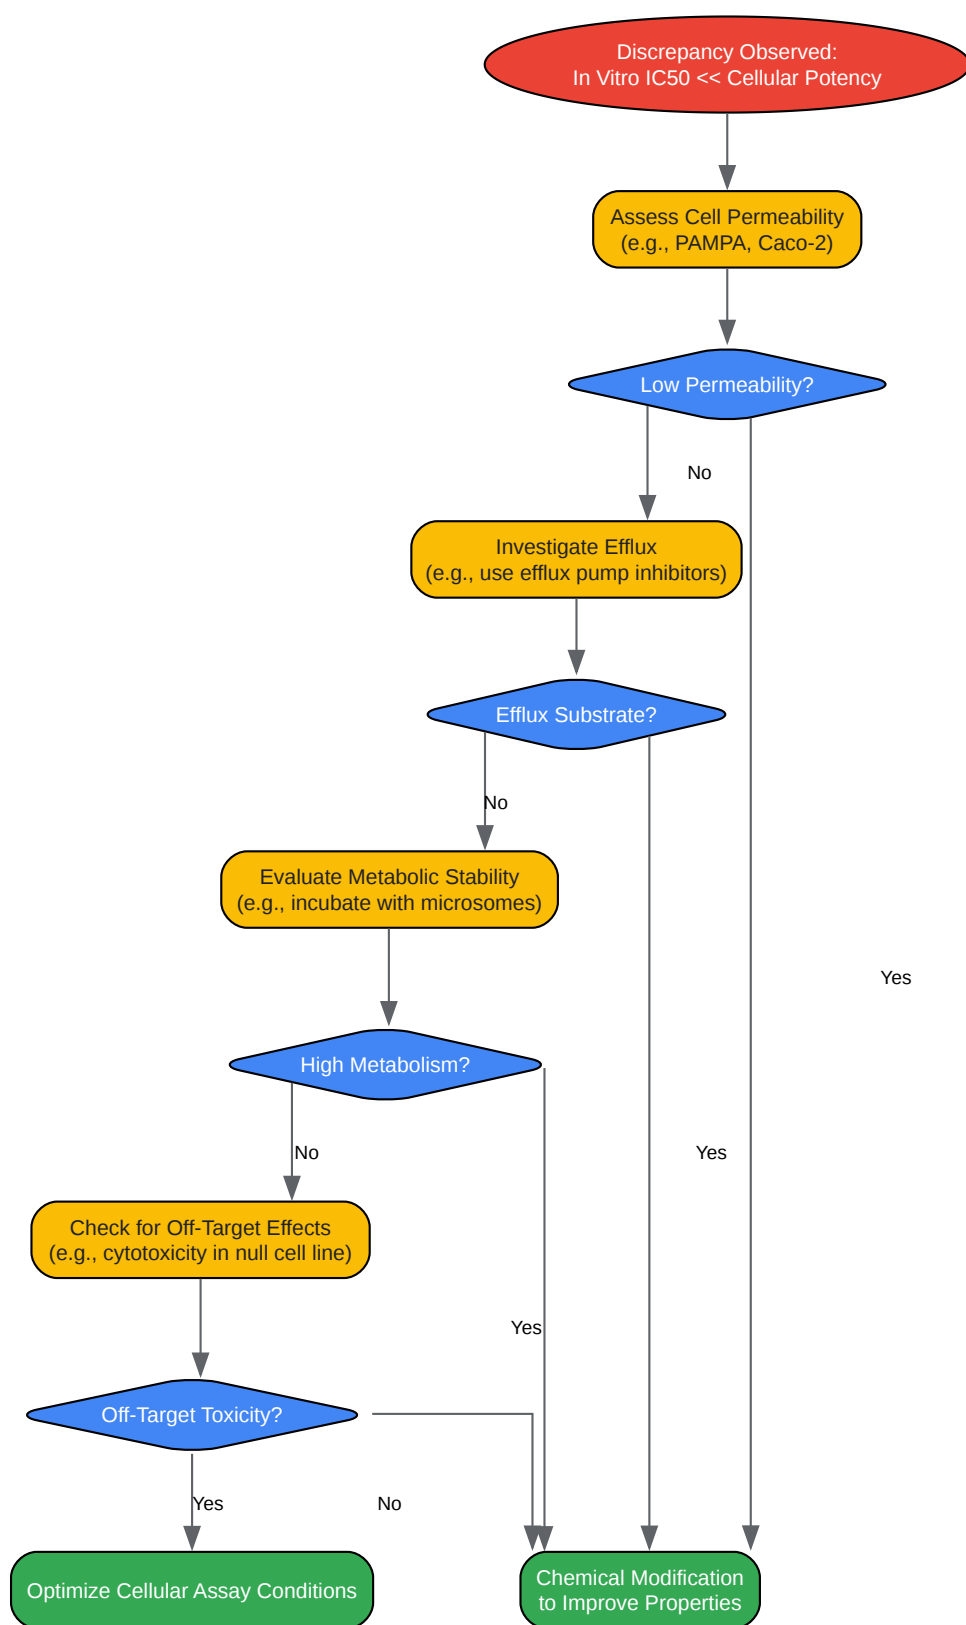 Discrepancy Observed:
In Vitro IC50 << Cellular Potency
Assess Cell Permeability
(e.g., PAMPA, Caco-2)
Low Permeability?
No
Investigate Efflux
(e.g., use efflux pump inhibitors)
Efflux Substrate?
No
Evaluate Metabolic Stability
(e.g., incubate with microsomes)
Yes
High Metabolism?
No
Yes
Check for Off-Target Effects
(e.g., cytotoxicity in null cell line)
Yes
Off-Target Toxicity?
Yes
No
Optimize Cellular Assay Conditions
Chemical Modification
to Improve Properties